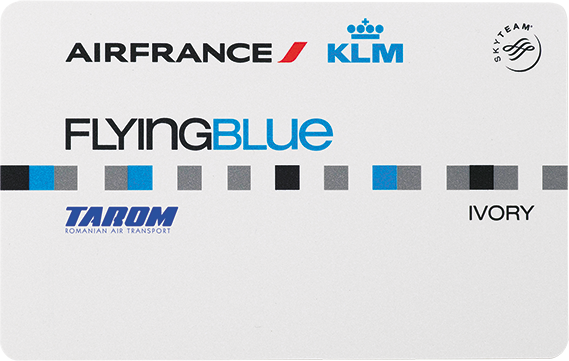 AIRFRANCE KLM SKYTEAM
FLYINGBLUE
TAROM IVORY
ROMANIAN AIR TRANSPORT